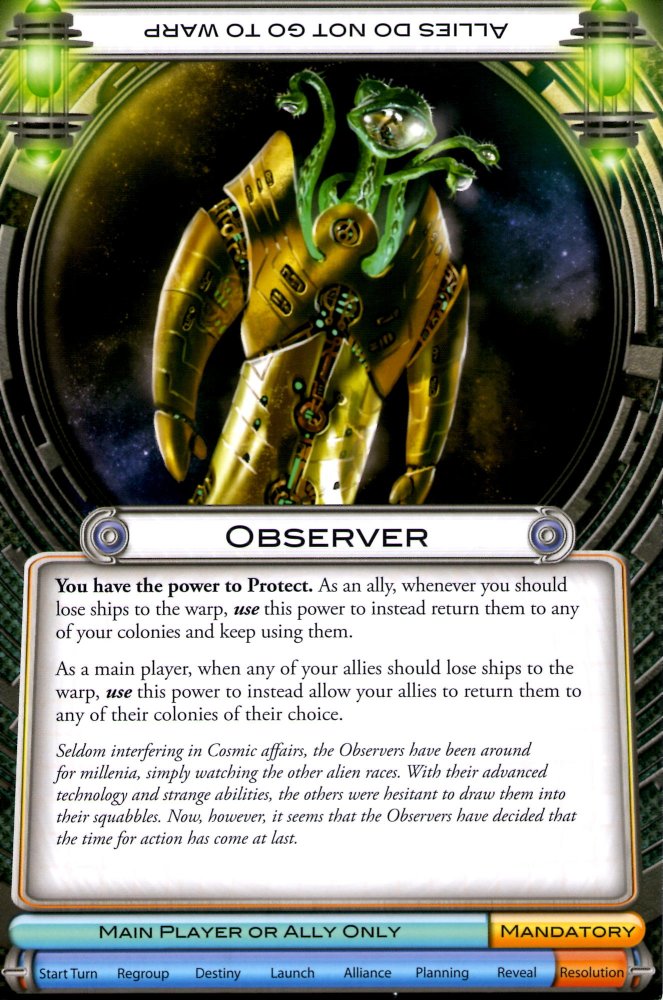 ALLIES DO NOT GO TO WARP
OBSERVER
You have the power to Protect. As an ally, whenever you should
lose ships to the warp, use this power to instead return them to any
of your colonies and keep using them.
As a main player, when any of your allies should lose ships to the
warp, use this power to instead allow your allies to return them to
any of their colonies of their choice.
Seldom interfering in Cosmic affairs, the Observers have been around
for millenia, simply watching the other alien races. With their advanced
technology and strange abilities, the others were hesitant to draw them into
their squabbles. Now, however, it seems that the Observers have decided that
the time for action has come at last.
MAIN PLAYER OR ALLY ONLY MANDATORY
Start Turn Regroup Destiny Launch Alliance Planning Reveal Resolution